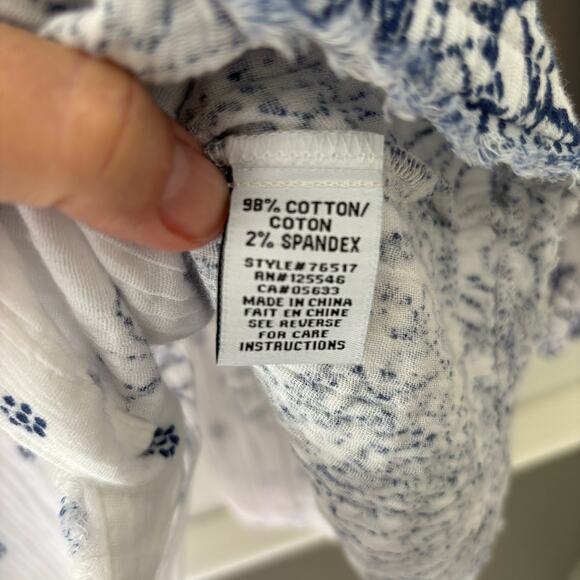 98% COTTON/
COTON
2% SPANDEX
STYLE#76517
RN#125546
CA#05633
MADE IN CHINA
FAIT EN CHINE
SEE REVERSE
FOR CARE
INSTRUCTIONS